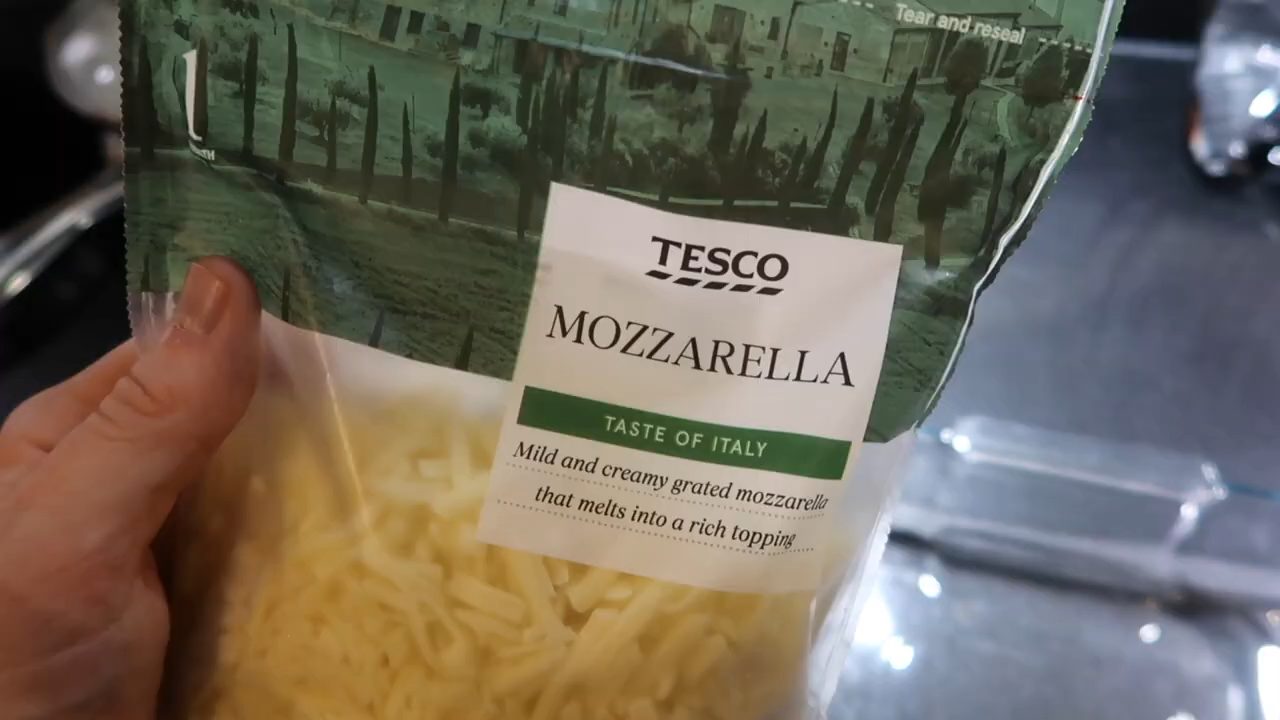 Tear and reseal
TESCO
MOZZARELLA
TASTE OF ITALY
Mild and creamy grated mozzarella
that melts into a rich topping